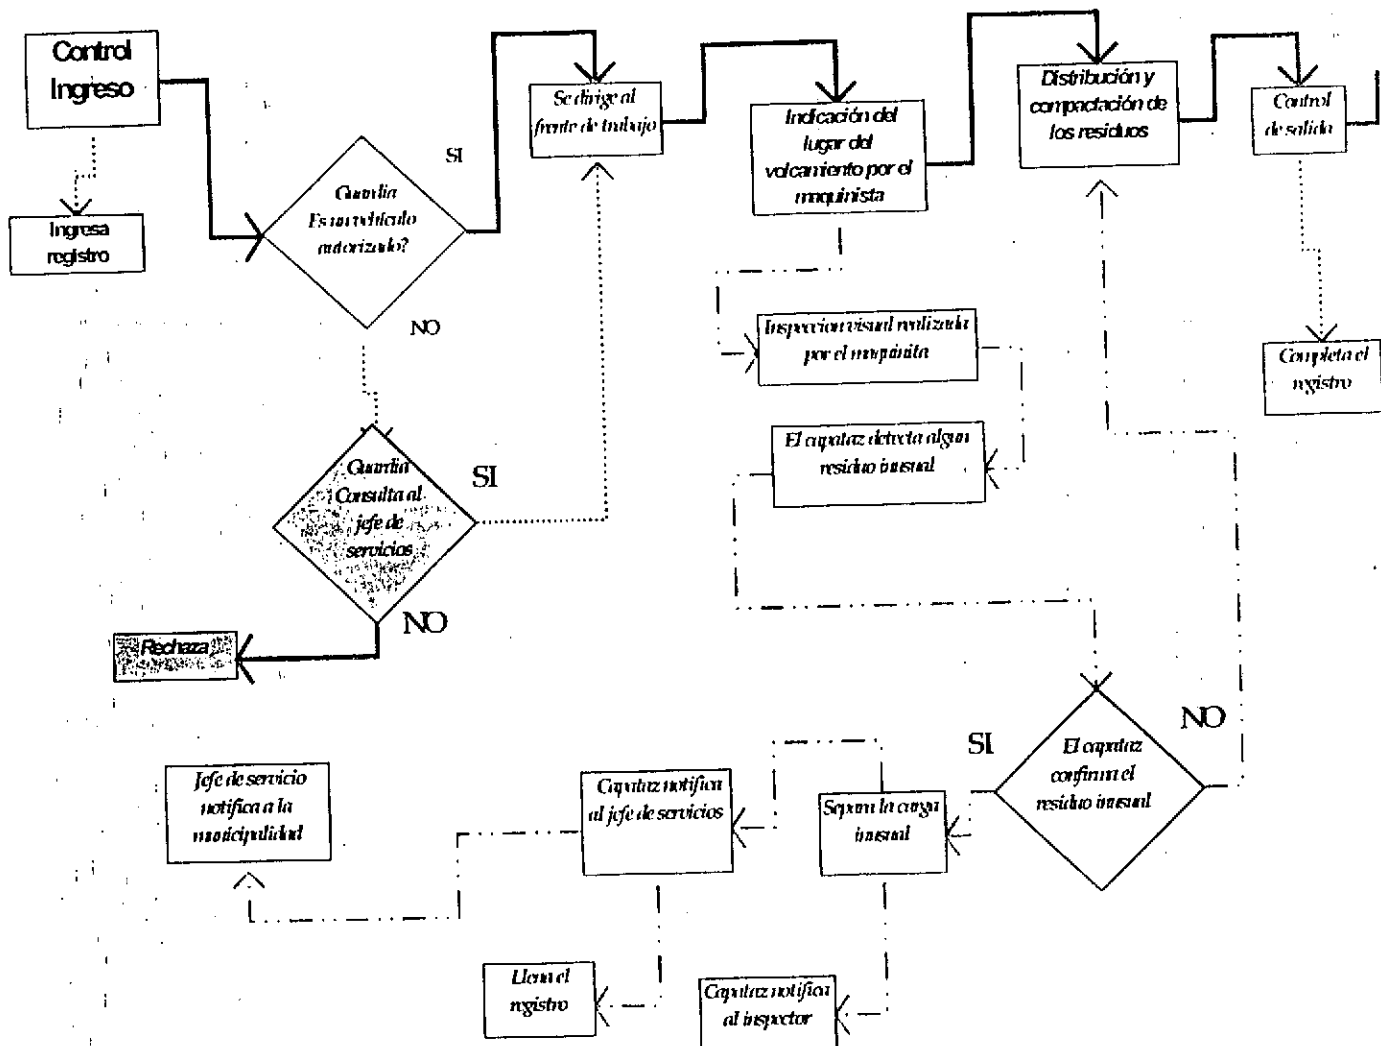 Control
Ingreso
Ingresa
registro
Guardia
Es un vehículo
autorizado?
SI
NO
Se dirige al
frente de trabajo
Indicación del
lugar del
volcamiento por el
maquinista
Distribución y
compactación de
los residuos
Control
de salida
Completa el
registro
Inspeccion visual realizada
por el maquinita
El capataz detecta algun
residuo inusual
Guardia
Consulta al
jefe de
servicios
SI
NO
Rechaza
El capataz
confirma el
residuo inusual
SI
NO
Separa la carga
inusual
Capataz notifica
al jefe de servicios
Jefe de servicio
notifica a la
municipalidad
Llena el
registro
Capataz notifica
al inspector